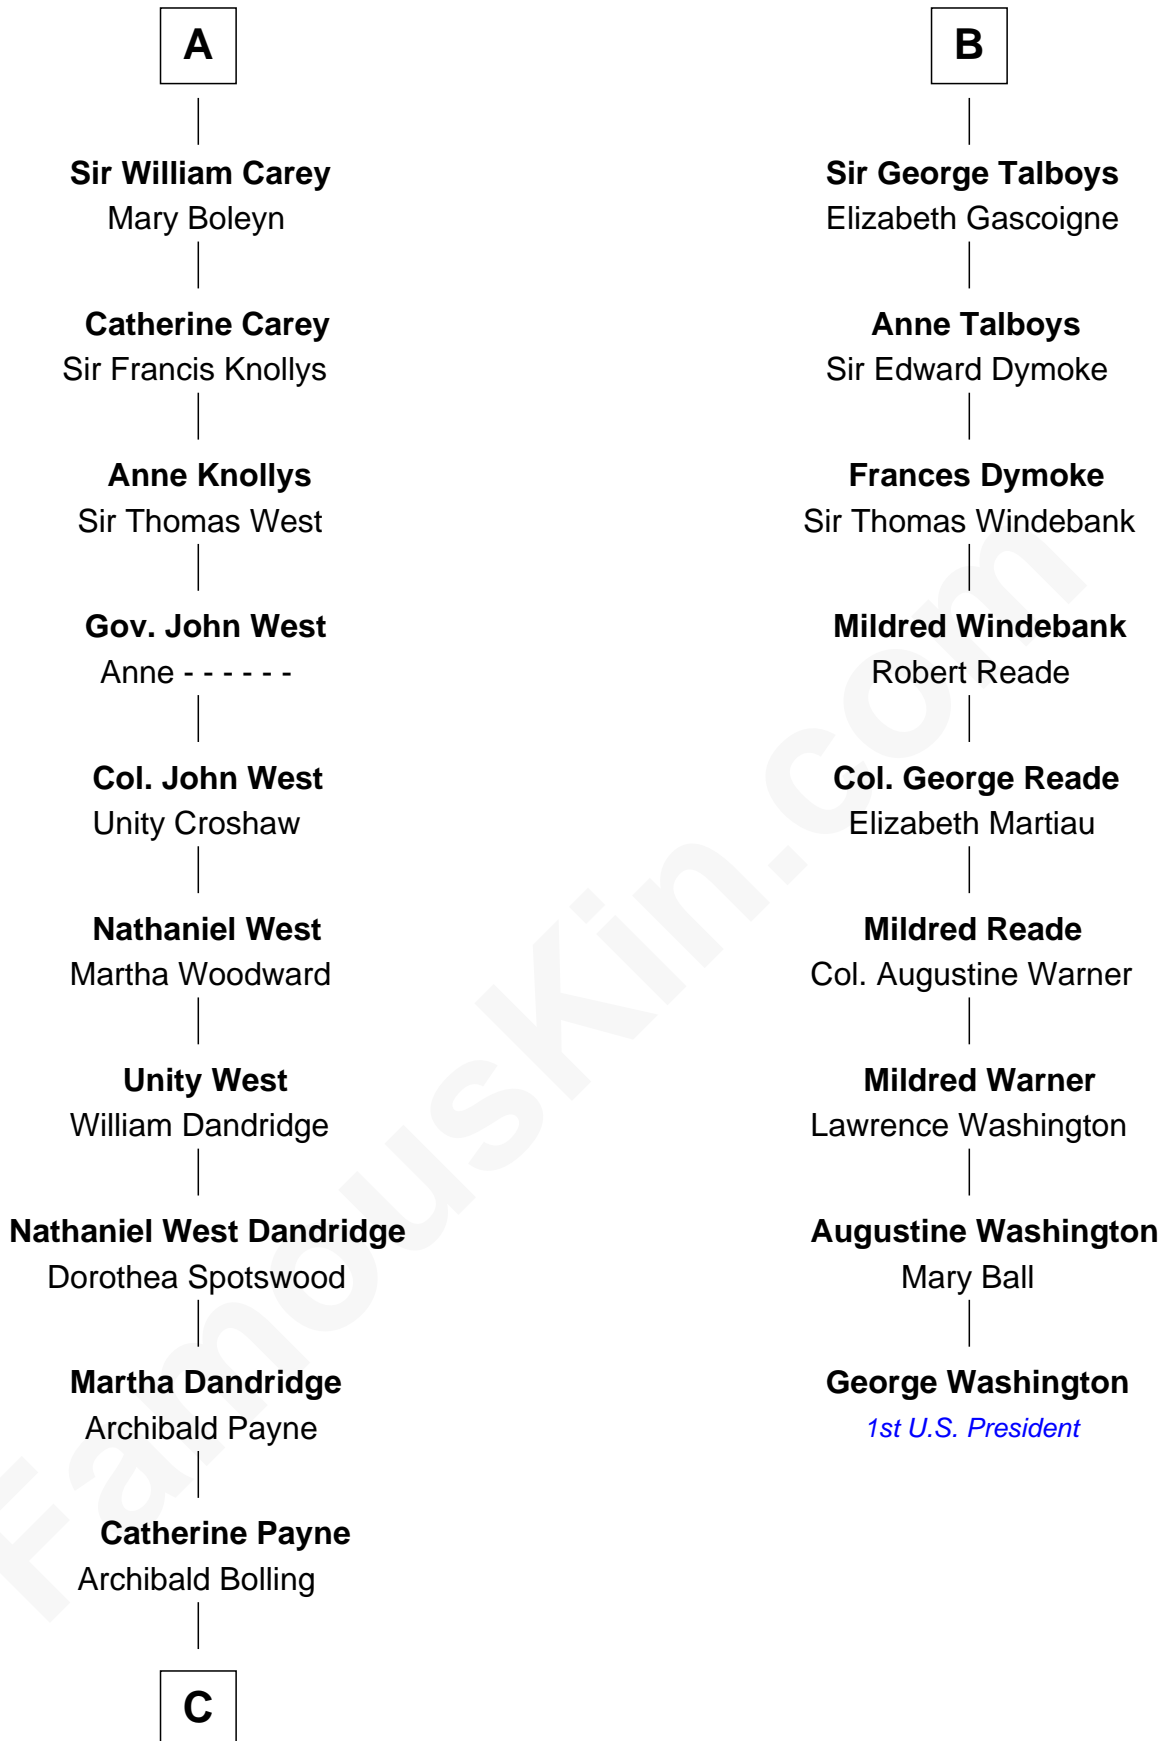 A
Sir William Carey
Mary Boleyn
Catherine Carey
Sir Francis Knollys
Anne Knollys
Sir Thomas West
Gov. John West
Anne - - - - - -
Col. John West
Unity Croshaw
Nathaniel West
Martha Woodward
Unity West
William Dandridge
Nathaniel West Dandridge
Dorothea Spotswood
Martha Dandridge
Archibald Payne
Catherine Payne
Archibald Bolling
C
B
Sir George Talboys
Elizabeth Gascoigne
Anne Talboys
Sir Edward Dymoke
Frances Dymoke
Sir Thomas Windebank
Mildred Windebank
Robert Reade
Col. George Reade
Elizabeth Martiau
Mildred Reade
Col. Augustine Warner
Mildred Warner
Lawrence Washington
Augustine Washington
Mary Ball
George Washington
1st U.S. President
FamousKin.com